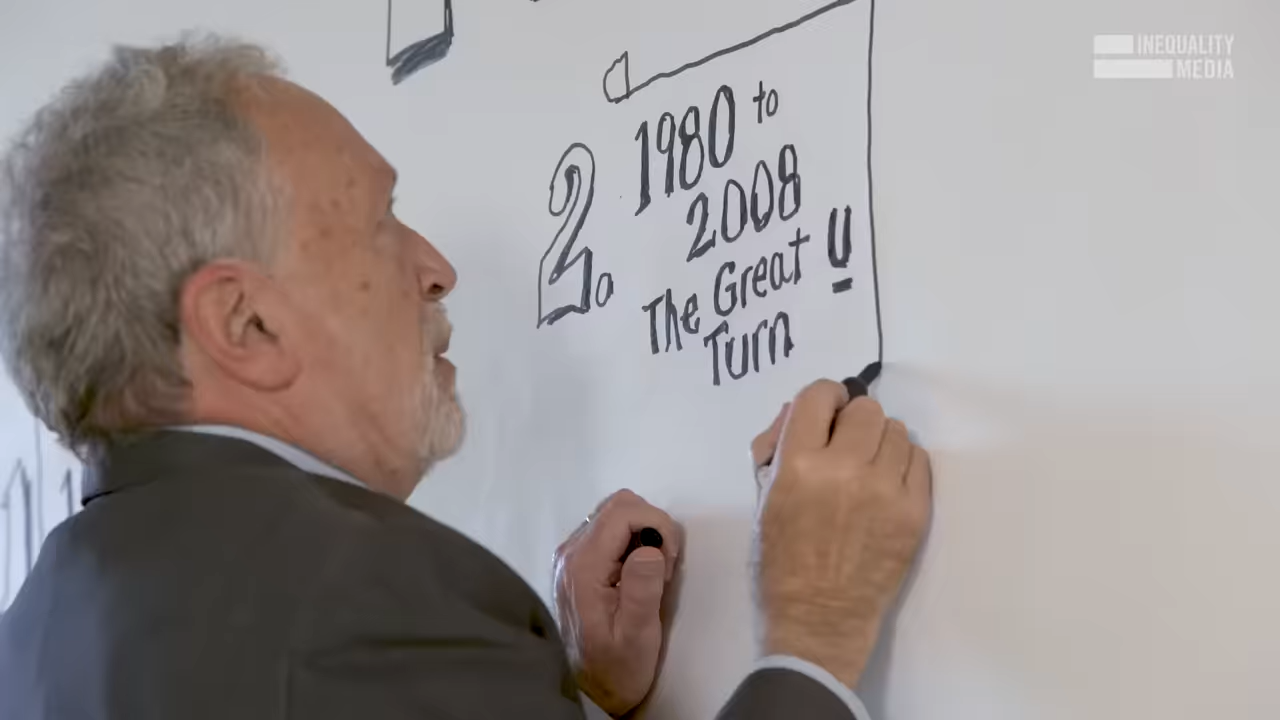 INEQUALITY
MEDIA
2.
1980 to
2008
The Great U
Turn